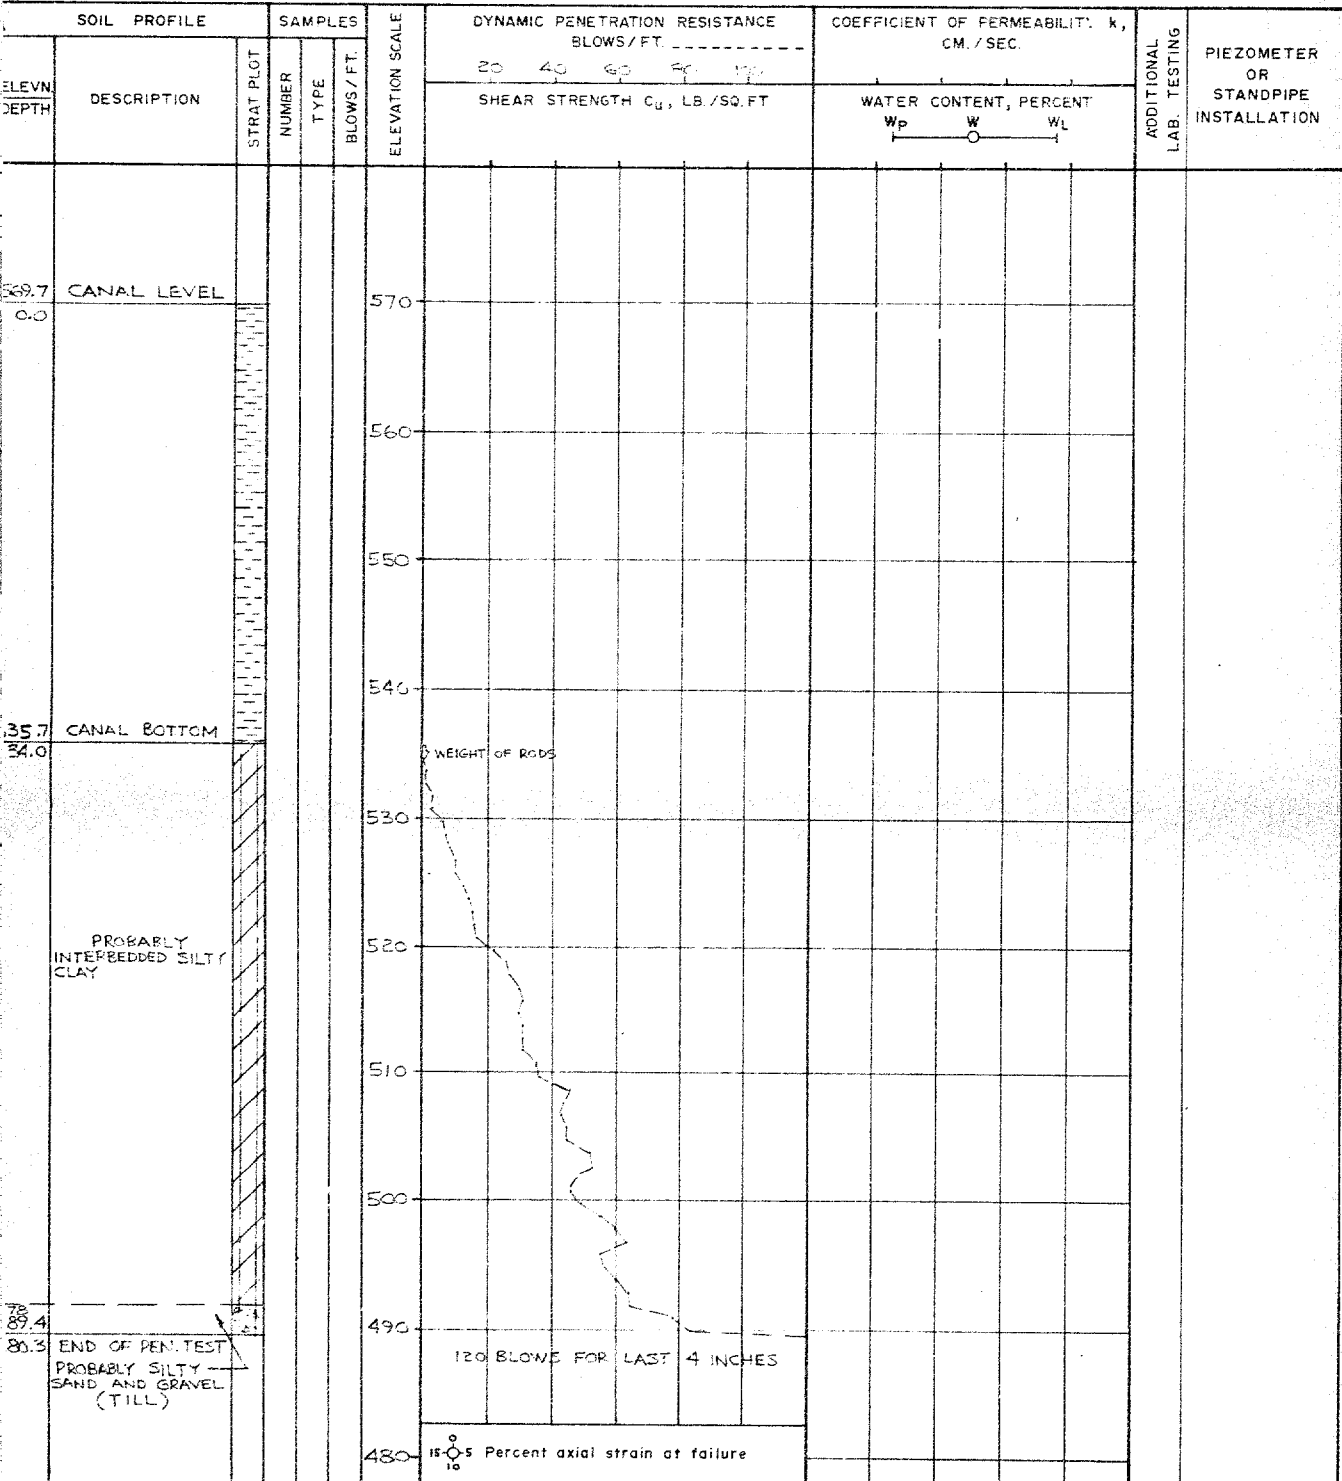 SOIL PROFILE
SAMPLES
ELEVATION SCALE
DYNAMIC PENETRATION RESISTANCE
BLOWS / FT. ----------
20 40 60
SHEAR STRENGTH Cu, LB./SQ.FT
COEFFICIENT OF PERMEABILITY k,
CM. / SEC.
WATER CONTENT, PERCENT
Wp W WL
ADDITIONAL
LAB. TESTING
PIEZOMETER
OR
STANDPIPE
INSTALLATION
ELEVN
DEPTH
DESCRIPTION
STRAT PLOT
NUMBER
TYPE
BLOWS / FT.
569.7 CANAL LEVEL
0.0
570
560
550
540
35.7 CANAL BOTTOM
34.0
WEIGHT OF RODS
530
PROBABLY
INTERBEDDED SILTY
CLAY
520
510
500
78
89.4
490
80.3 END OF PEN. TEST
PROBABLY SILTY
SAND AND GRAVEL
(TILL)
120 BLOWS FOR LAST 4 INCHES
480
0
15 5 Percent axial strain at failure
10